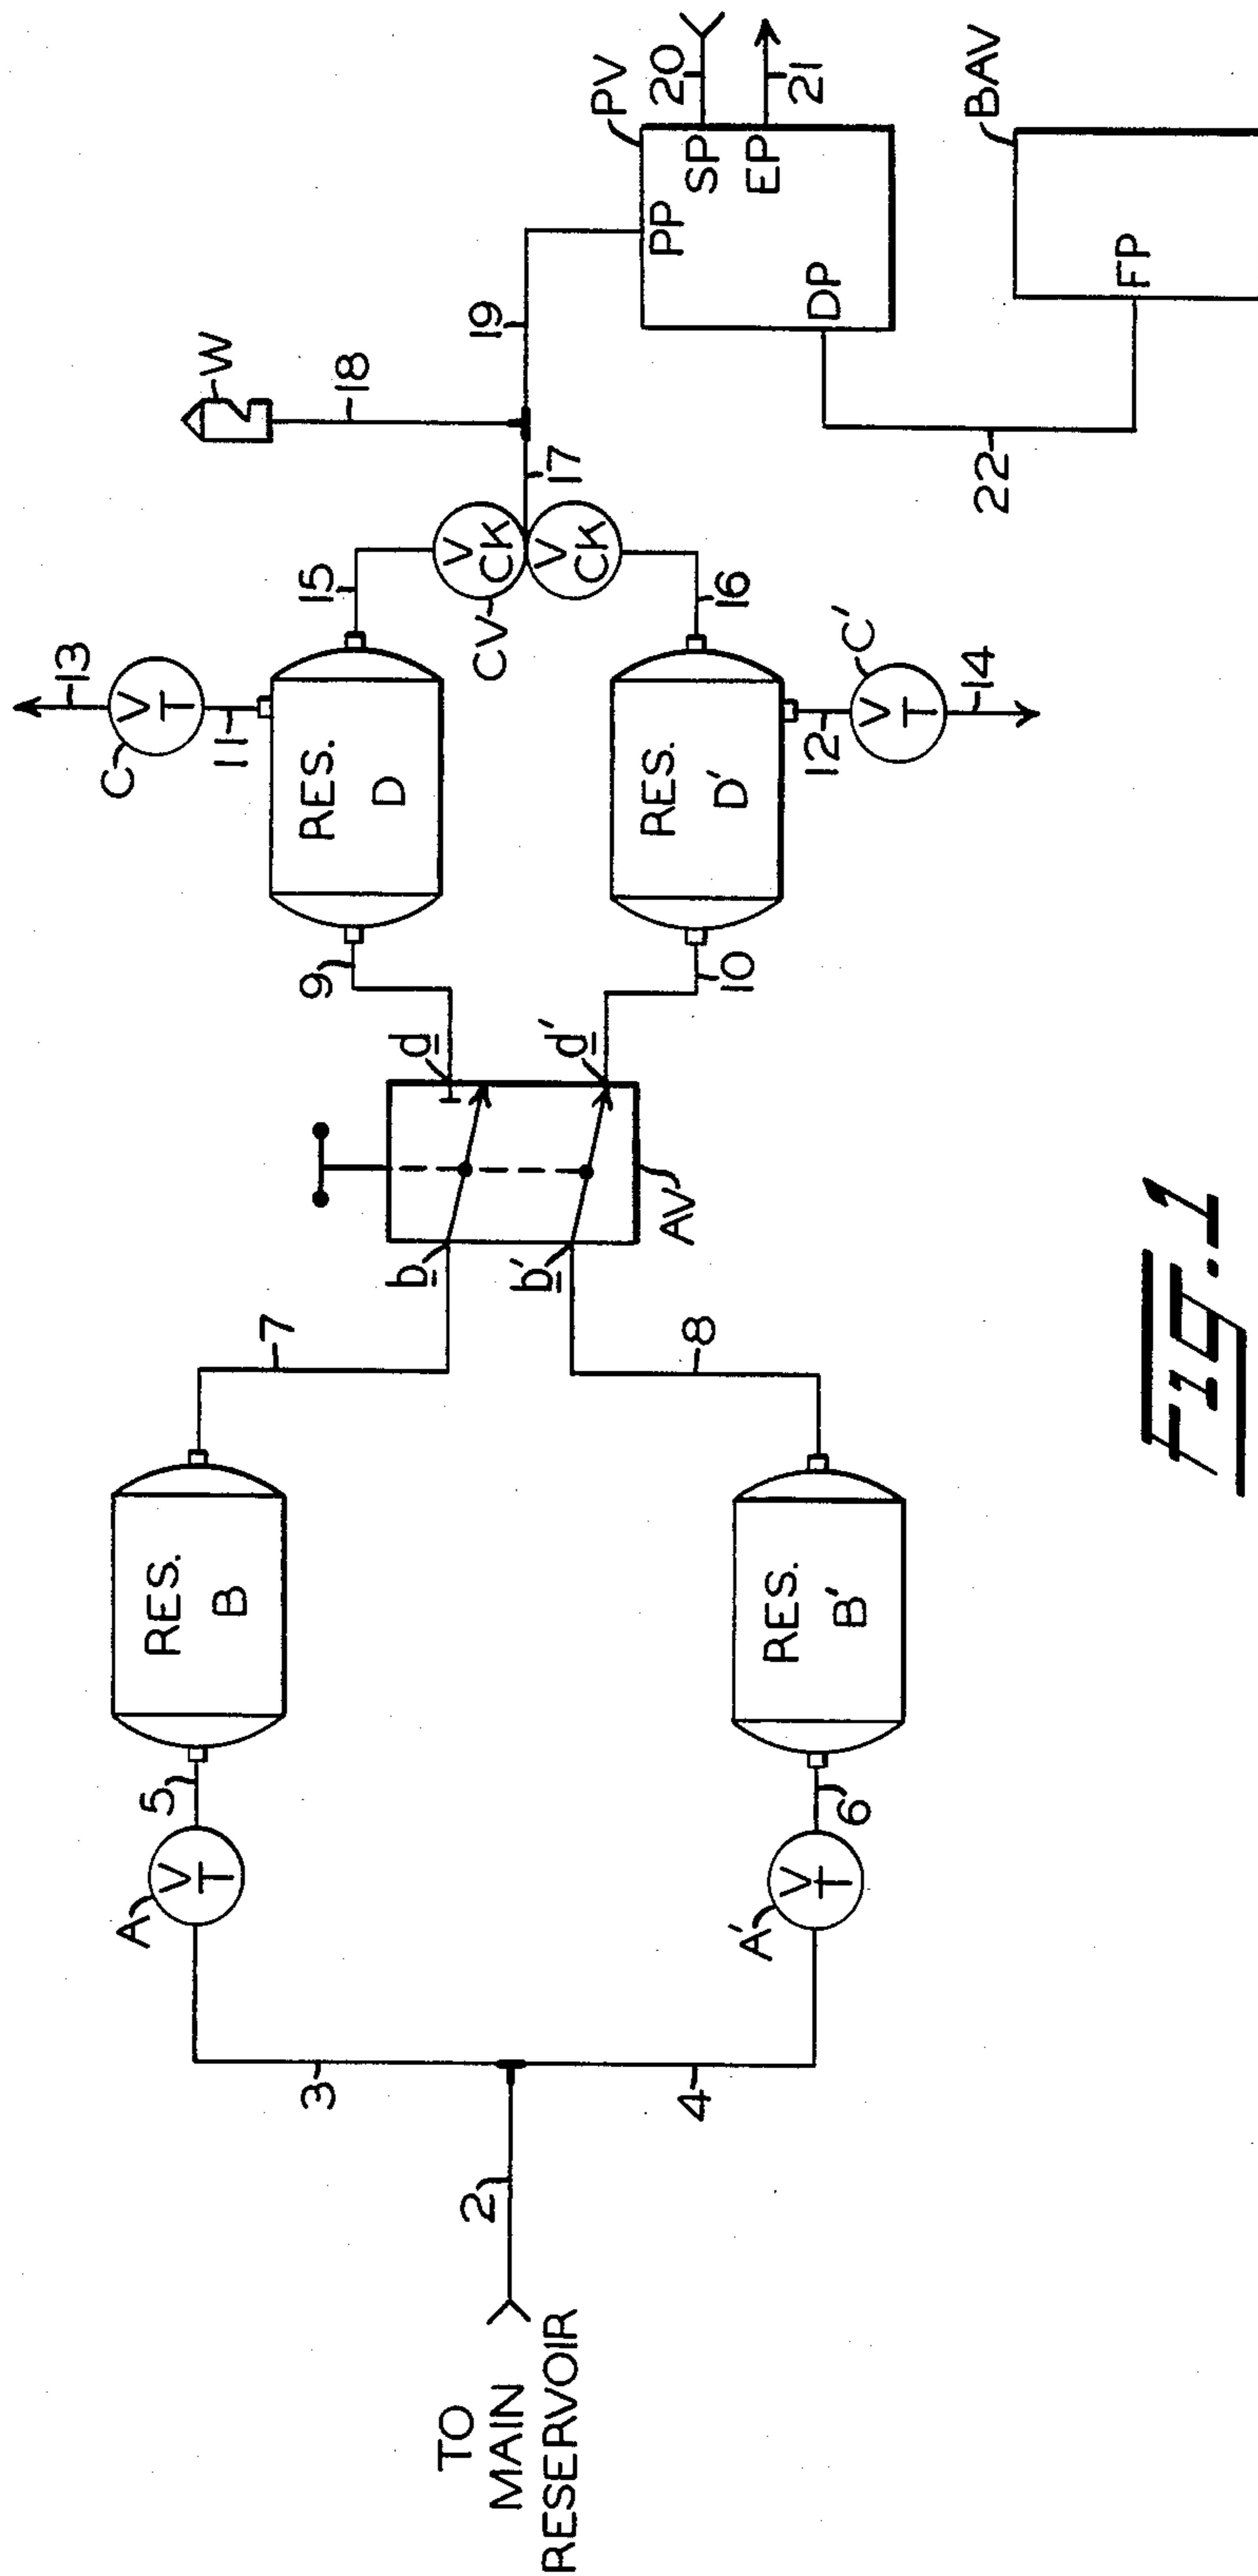 TO
MAIN
RESERVOIR
2
3
4
A
V
T
5
A'
V
T
6
RES.
B
RES.
B'
7
8
b
b'
d
d'
AV
9
10
RES.
D
RES.
D'
11
C
V
T
13
12
C'
V
T
14
15
16
V
CK
V
CK
CV
17
W
18
19
PV
PP
SP
EP
DP
20
21
22
BAV
FP
FIG. 1